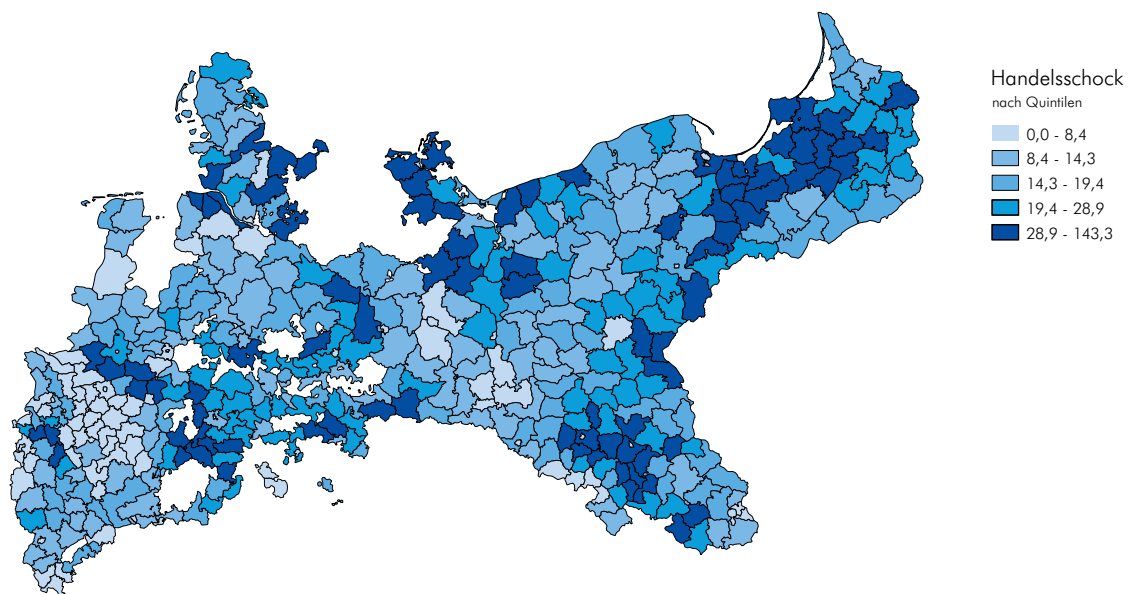 Handelsschock
nach Quintilen
0,0 - 8,4
8,4 - 14,3
14,3 - 19,4
19,4 - 28,9
28,9 - 143,3